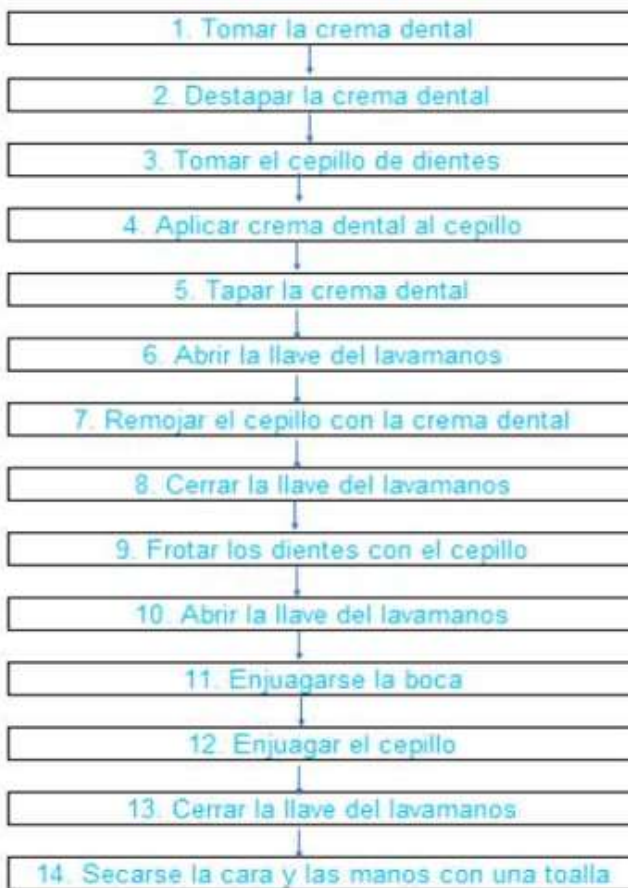 1. Tomar la crema dental
2. Destapar la crema dental
3. Tomar el cepillo de dientes
4. Aplicar crema dental al cepillo
5. Tapar la crema dental
6. Abrir la llave del lavamanos
7. Remojar el cepillo con la crema dental
8. Cerrar la llave del lavamanos
9. Frotar los dientes con el cepillo
10. Abrir la llave del lavamanos
11. Enjuagarse la boca
12. Enjuagar el cepillo
13. Cerrar la llave del lavamanos
14. Secarse la cara y las manos con una toalla